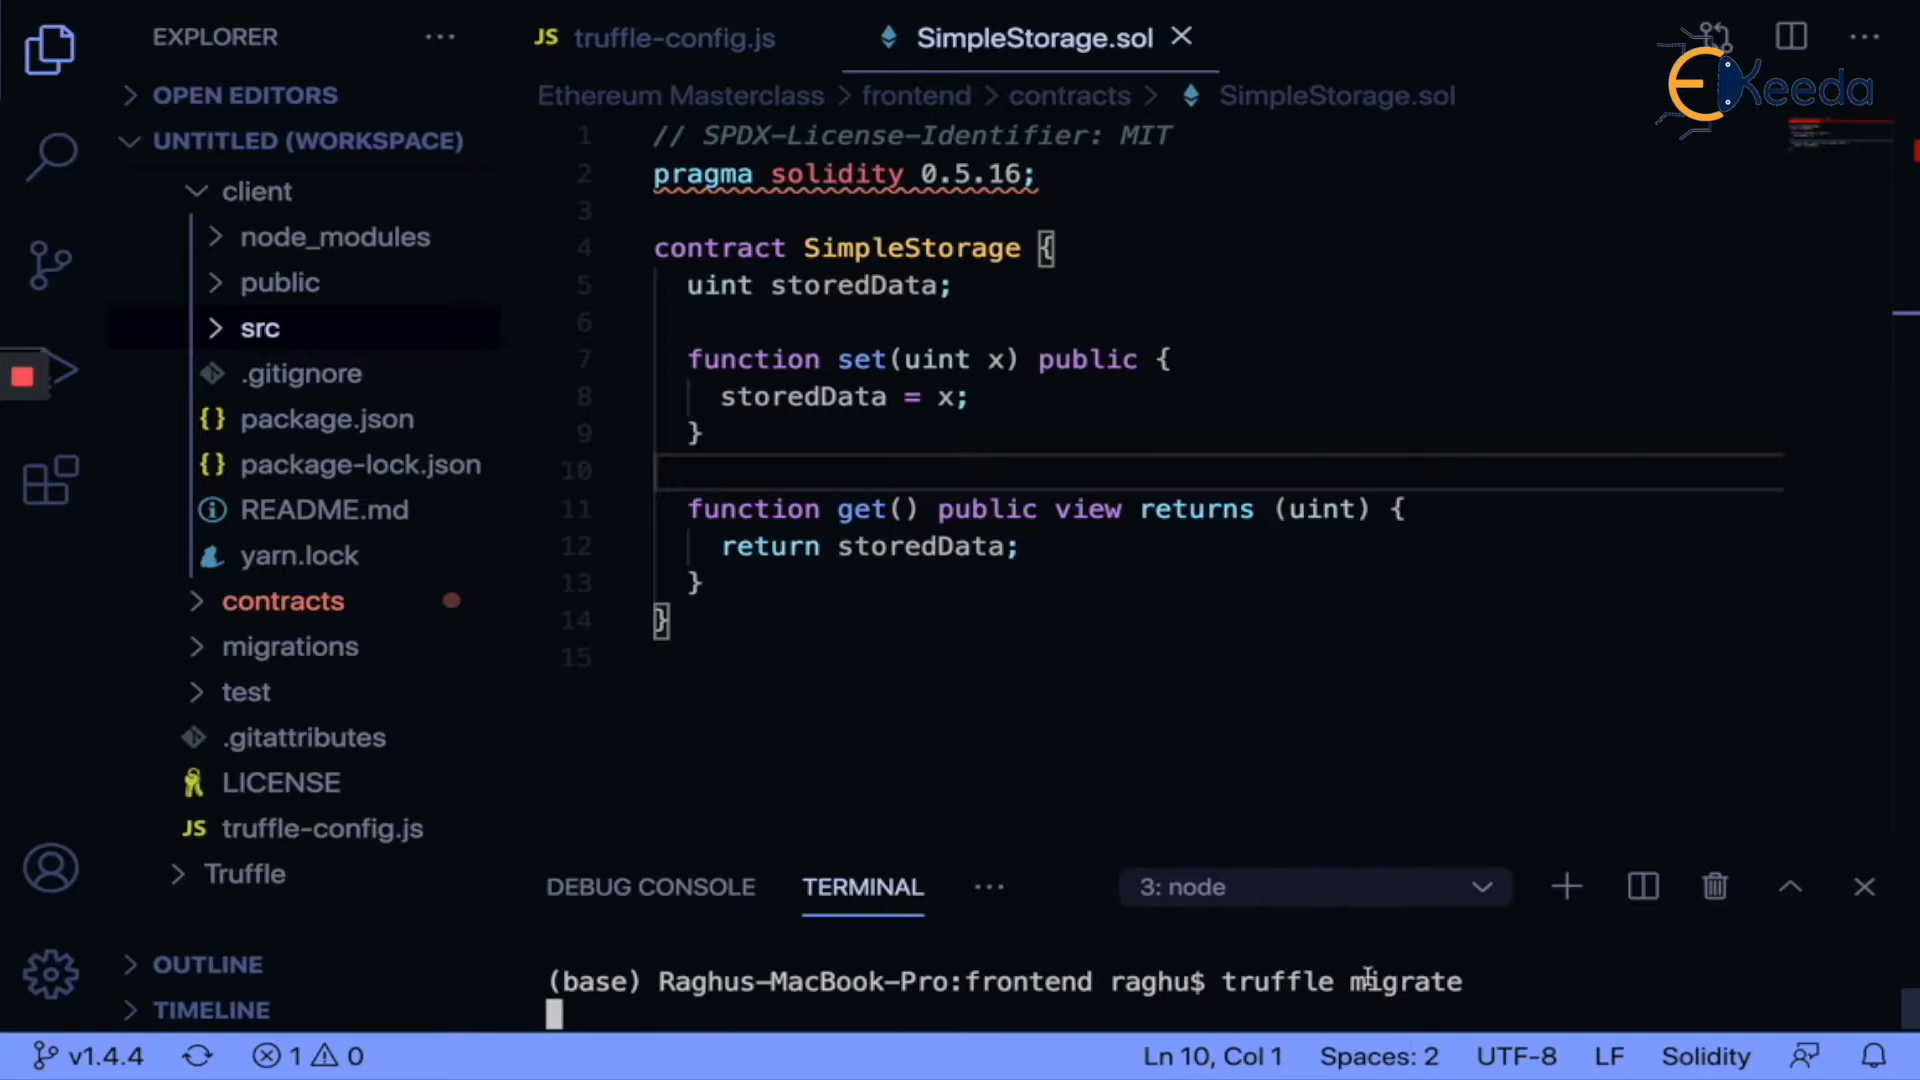 EXPLORER
OPEN EDITORS
UNTITLED (WORKSPACE)
client
node_modules
public
src
.gitignore
package.json
package-lock.json
README.md
yarn.lock
contracts
migrations
test
.gitattributes
LICENSE
JS truffle-config.js
Truffle
OUTLINE
TIMELINE
JS truffle-config.js
SimpleStorage.sol
EKeeda
Ethereum Masterclass > frontend > contracts > SimpleStorage.sol
1 // SPDX-License-Identifier: MIT
2 pragma solidity 0.5.16;
3
4 contract SimpleStorage {
5 uint storedData;
6
7 function set(uint x) public {
8 storedData = x;
9 }
10
11 function get() public view returns (uint) {
12 return storedData;
13 }
14 }
15
DEBUG CONSOLE TERMINAL 3: node
(base) Raghus-MacBook-Pro:frontend raghu$ truffle migrate
v1.4.4 1 0 Ln 10, Col 1 Spaces: 2 UTF-8 LF Solidity